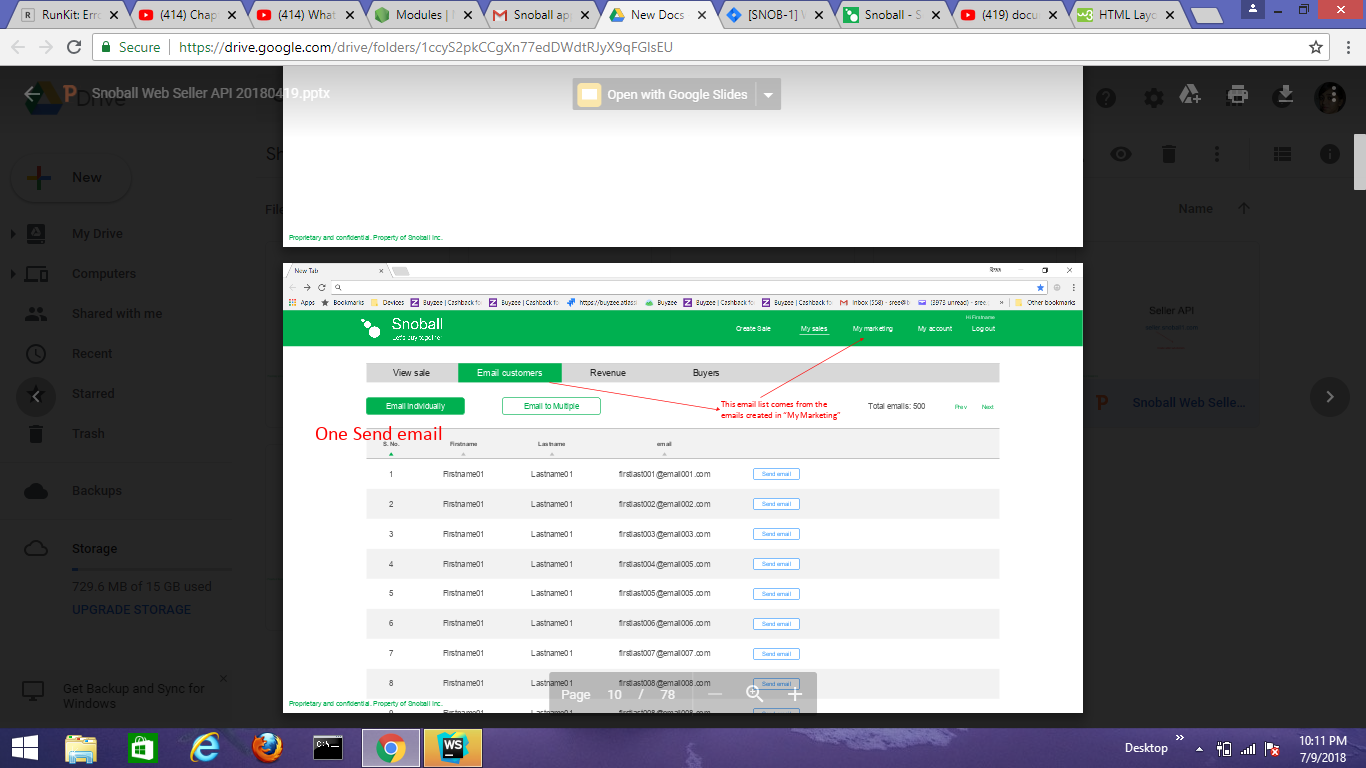 RunKit: Erro
(414) Chap
(414) What
Modules | 
Snoball ap
New Docs
[SNOB-1] V
Snoball - S
(419) docu
HTML Layo
Secure
https://drive.google.com/drive/folders/1ccyS2pkCCgXn77edDWdtRJyX9qFGlsEU
Snoball Web Seller API 20180419.pptx
Open with Google Slides
New
My Drive
Computers
Shared with me
Recent
Starred
Trash
Backups
Storage
729.6 MB of 15 GB used
UPGRADE STORAGE
Get Backup and Sync for
Windows
Name
Seller API
Snoball Web Selle...
Proprietary and confidential. Property of Snoball Inc.
New Tab
Apps Bookmarks Devices Buyzee | Cashback fo Buyzee | Cashback fo https://buyzee.atlass Buyzee Buyzee | Cashback fo Buyzee | Cashback fo Inbox (558) - sree@b (8978 unread) - sree » Other bookmarks
Snoball
Let's buy together
Hi Firstname
Create Sale My sales My marketing My account Log out
View sale Email customers Revenue Buyers
Email Individually Email to Multiple
This email list comes from the
emails created in "My Marketing"
Total emails: 500 Prev Next
One Send email
S. No. Firstname Lastname email
1 Firstname01 Lastname01 firstlast001@email001.com Send email
2 Firstname01 Lastname01 firstlast002@email002.com Send email
3 Firstname01 Lastname01 firstlast003@email003.com Send email
4 Firstname01 Lastname01 firstlast004@email005.com Send email
5 Firstname01 Lastname01 firstlast005@email005.com Send email
6 Firstname01 Lastname01 firstlast006@email006.com Send email
7 Firstname01 Lastname01 firstlast007@email007.com Send email
8 Firstname01 Lastname01 firstlast008@email008.com Send email
Proprietary and confidential. Property of Snoball Inc.
Page 10 / 78
Desktop
10:11 PM
7/9/2018